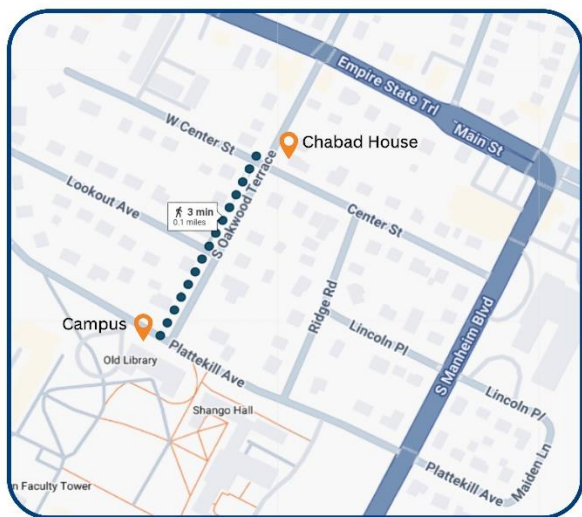 Empire State Trl
Main St
W Center St
Chabad House
Lookout Ave
3 min
0.1 miles
S Oakwood Terrace
Center St
Ridge Rd
Campus
Old Library
Plattekill Ave
Lincoln Pl
S Manheim Blvd
Shango Hall
Lincoln Pl
Maiden Ln
Plattekill Ave
n Faculty Tower